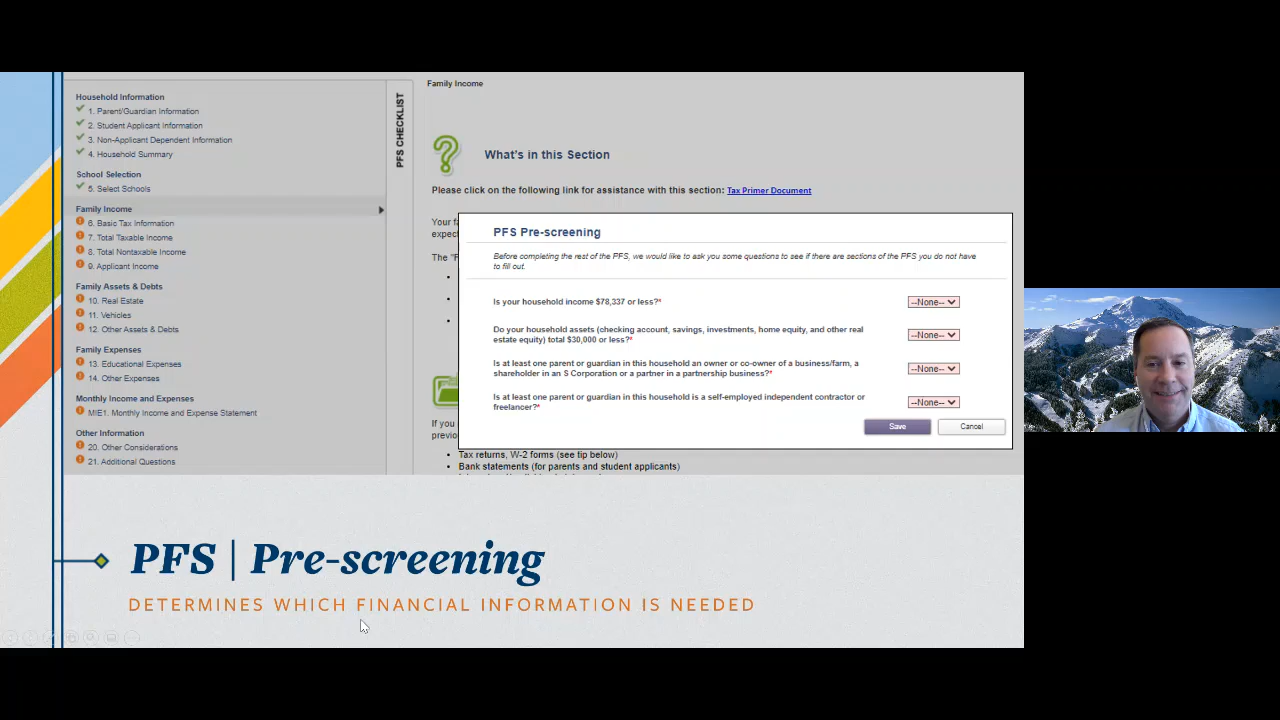 Household Information
1. Parent/Guardian Information
2. Student Applicant Information
3. Non-Applicant Dependent Information
4. Household Summary
School Selection
5. Select Schools
Family Income
6. Basic Tax Information
7. Total Taxable Income
8. Total Nontaxable Income
9. Applicant Income
Family Assets & Debts
10. Real Estate
11. Vehicles
12. Other Assets & Debts
Family Expenses
13. Educational Expenses
14. Other Expenses
Monthly Income and Expenses
MIE1. Monthly Income and Expense Statement
Other Information
20. Other Considerations
21. Additional Questions
PFS CHECKLIST
Family Income
What's in this Section
Please click on the following link for assistance with this section: Tax Primer Document
Your
expec
The
PFS Pre-screening
Before completing the rest of the PFS, we would like to ask you some questions to see if there are sections of the PFS you do not have
to fill out.
Is your household income $78,337 or less?* --None--
Do your household assets (checking account, savings, investments, home equity, and other real
estate equity) total $30,000 or less?* --None--
Is at least one parent or guardian in this household an owner or co-owner of a business/farm, a
shareholder in an S Corporation or a partner in a partnership business?* --None--
Is at least one parent or guardian in this household is a self-employed independent contractor or
freelancer?* --None--
Save Cancel
If you
previo
• Tax returns, W-2 forms (see tip below)
• Bank statements (for parents and student applicants)
PFS | Pre-screening
DETERMINES WHICH FINANCIAL INFORMATION IS NEEDED